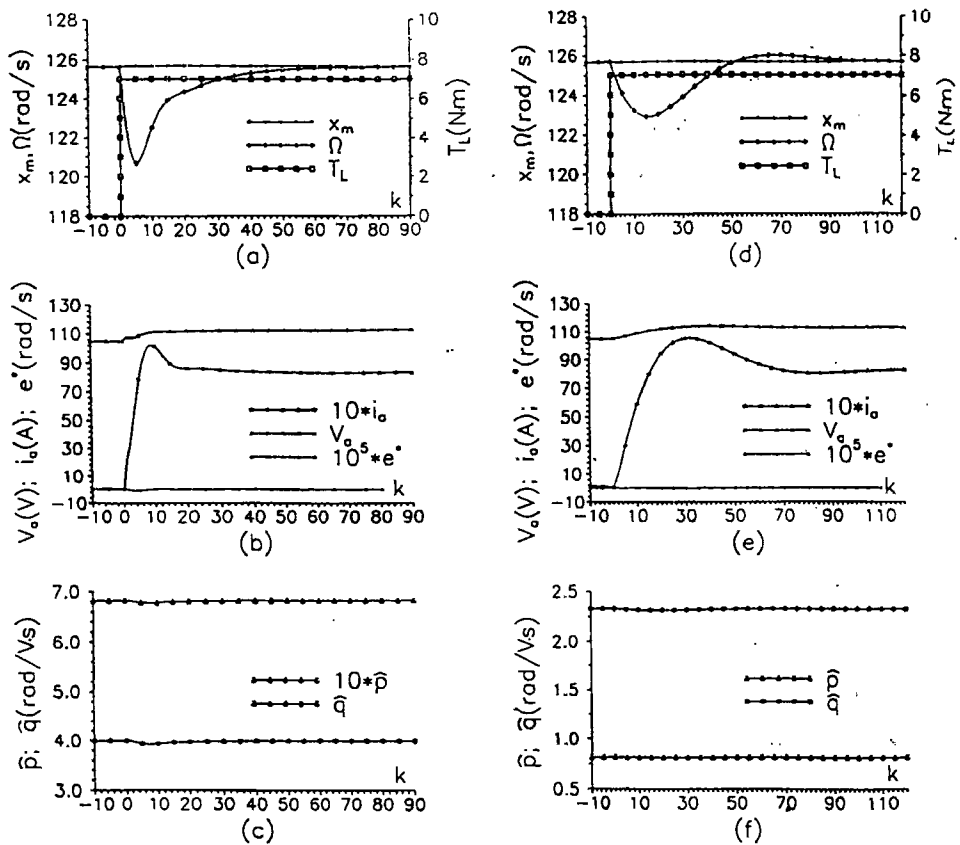 128
126
124
122
120
118
x_m, Ω(rad/s)
10
8
6
4
2
0
T_L(Nm)
x_m
Ω
T_L
k
−10 0 10 20 30 40 50 60 70 80 90
(a)
128
126
124
122
120
118
x_m, Ω(rad/s)
10
8
6
4
2
0
T_L(Nm)
x_m
Ω
T_L
k
−10 10 30 50 70 90 110
(d)
130
110
90
70
50
30
10
−10
V_a(V); i_a(A); e*(rad/s)
10*i_a
V_a
10^5*e*
k
−10 0 10 20 30 40 50 60 70 80 90
(b)
130
110
90
70
50
30
10
−10
V_a(V); i_a(A); e*(rad/s)
10*i_a
V_a
10^5*e*
k
−10 10 30 50 70 90 110
(e)
7.0
6.0
5.0
4.0
3.0
p̂; q̂(rad/V·s)
10*p̂
q̂
k
−10 0 10 20 30 40 50 60 70 80 90
(c)
2.5
2.0
1.5
1.0
0.5
p̂; q̂(rad/V·s)
p̂
q̂
k
−10 10 30 50 70 90 110
(f)